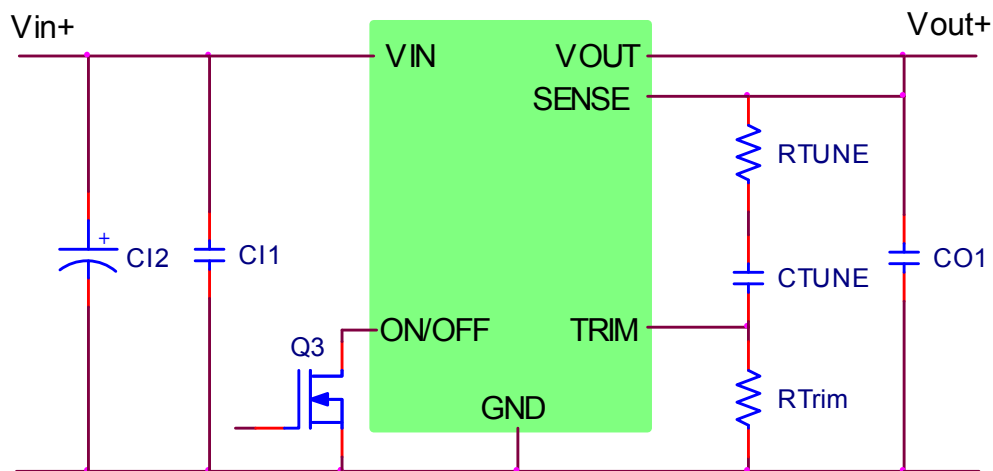 Vin+
Vout+
VIN
VOUT
SENSE
RTUNE
+
CI2
CI1
CTUNE
CO1
ON/OFF
TRIM
Q3
RTrim
GND